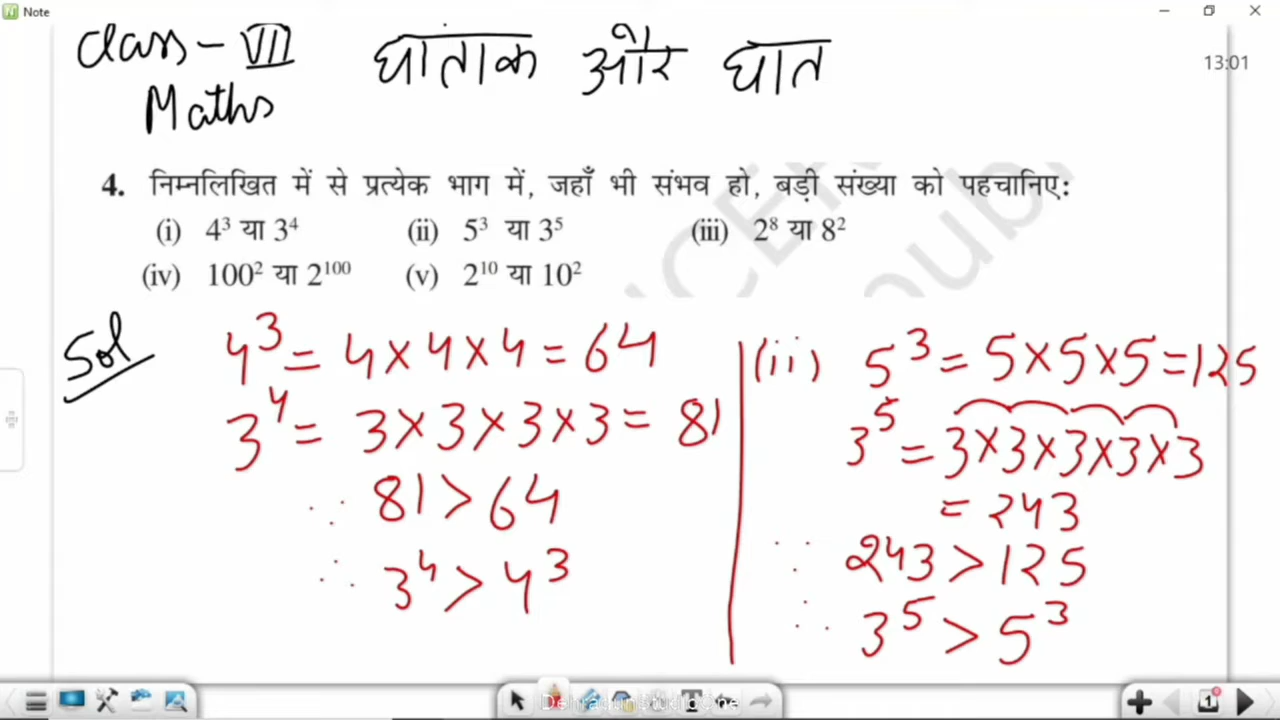 Note
Class - VII घातांक और घात
Maths
13:01
4. निम्नलिखित में से प्रत्येक भाग में, जहाँ भी संभव हो, बड़ी संख्या को पहचानिए:
(i) 4³ या 3⁴ (ii) 5³ या 3⁵ (iii) 2⁸ या 8²
(iv) 100² या 2¹⁰⁰ (v) 2¹⁰ या 10²
Sol
4³ = 4×4×4 = 64
3⁴ = 3×3×3×3 = 81
∵ 81 > 64
∴ 3⁴ > 4³
(ii) 5³ = 5×5×5 = 125
3⁵ = 3×3×3×3×3
= 243
∵ 243 > 125
∴ 3⁵ > 5³
DehradunStudioOne
1